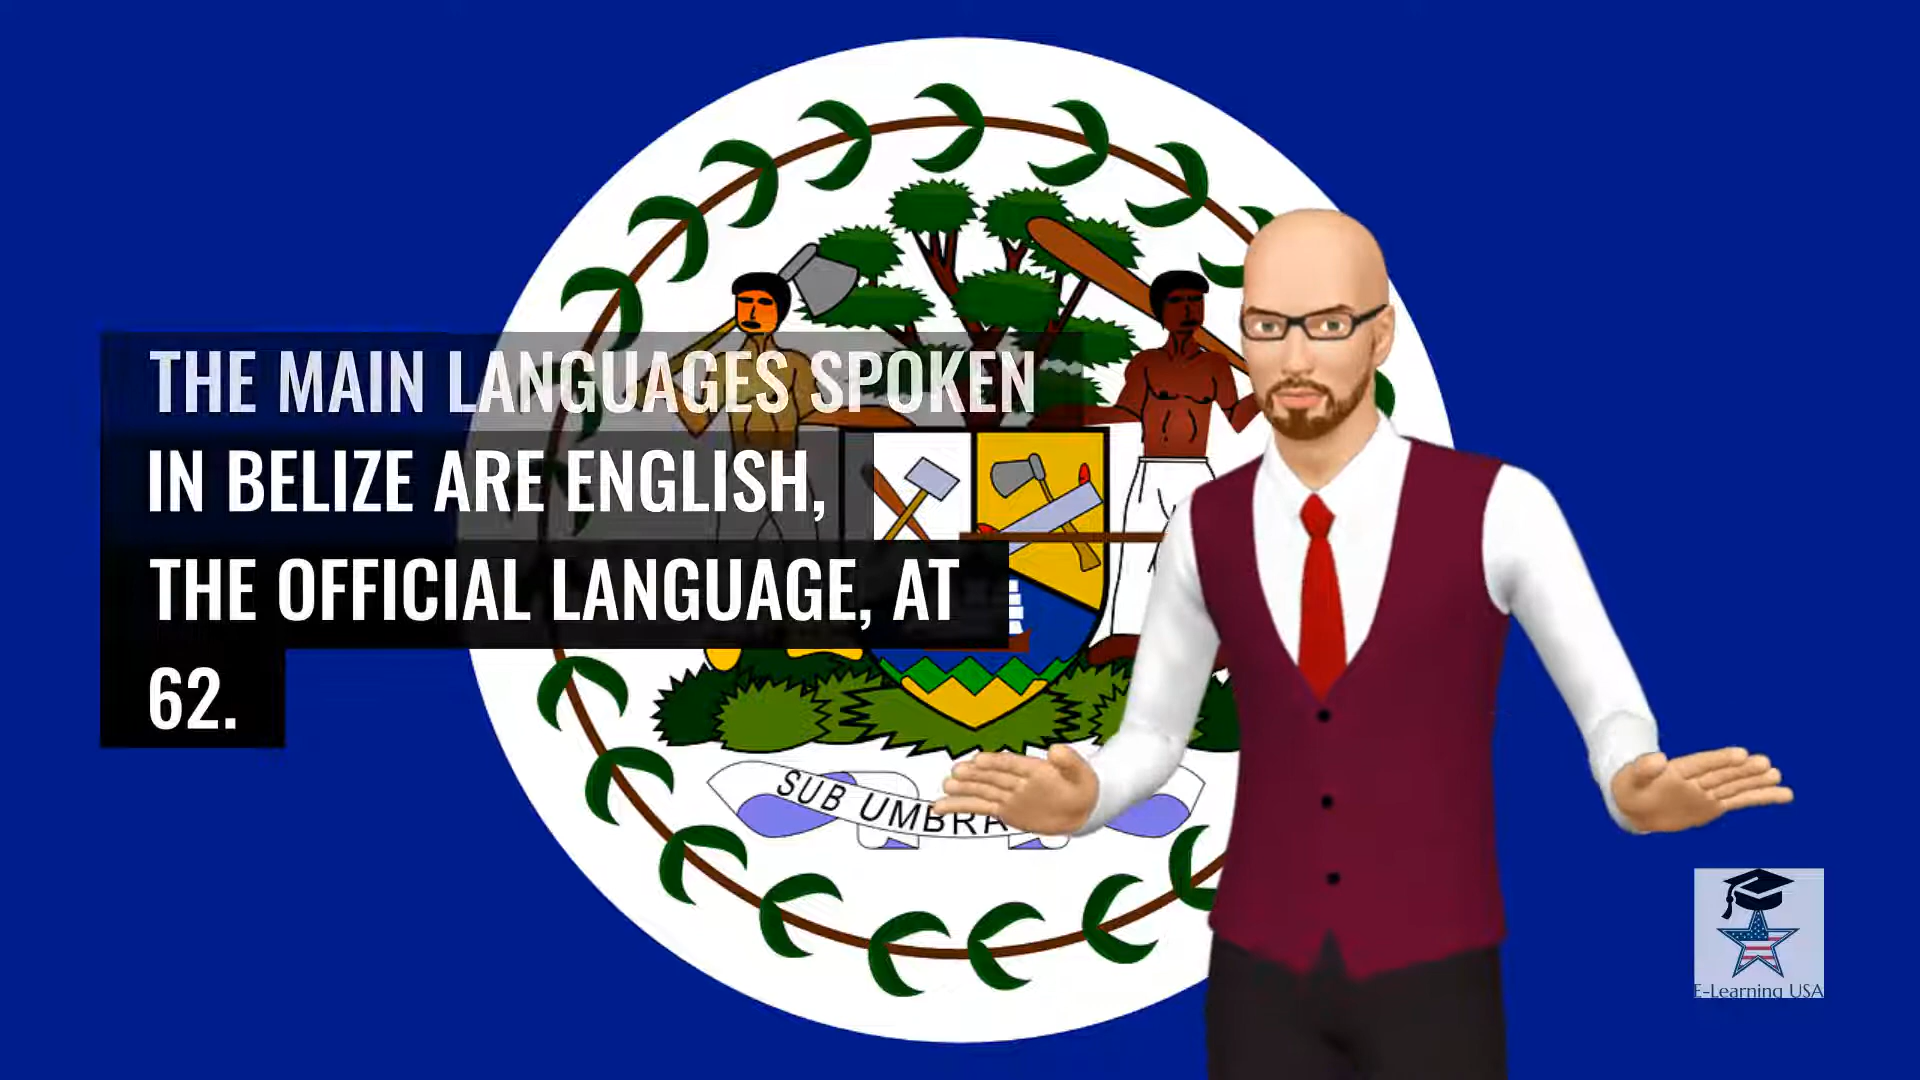 THE MAIN LANGUAGES SPOKEN
IN BELIZE ARE ENGLISH,
THE OFFICIAL LANGUAGE, AT
62.
SUB UMBRA
E-Learning USA